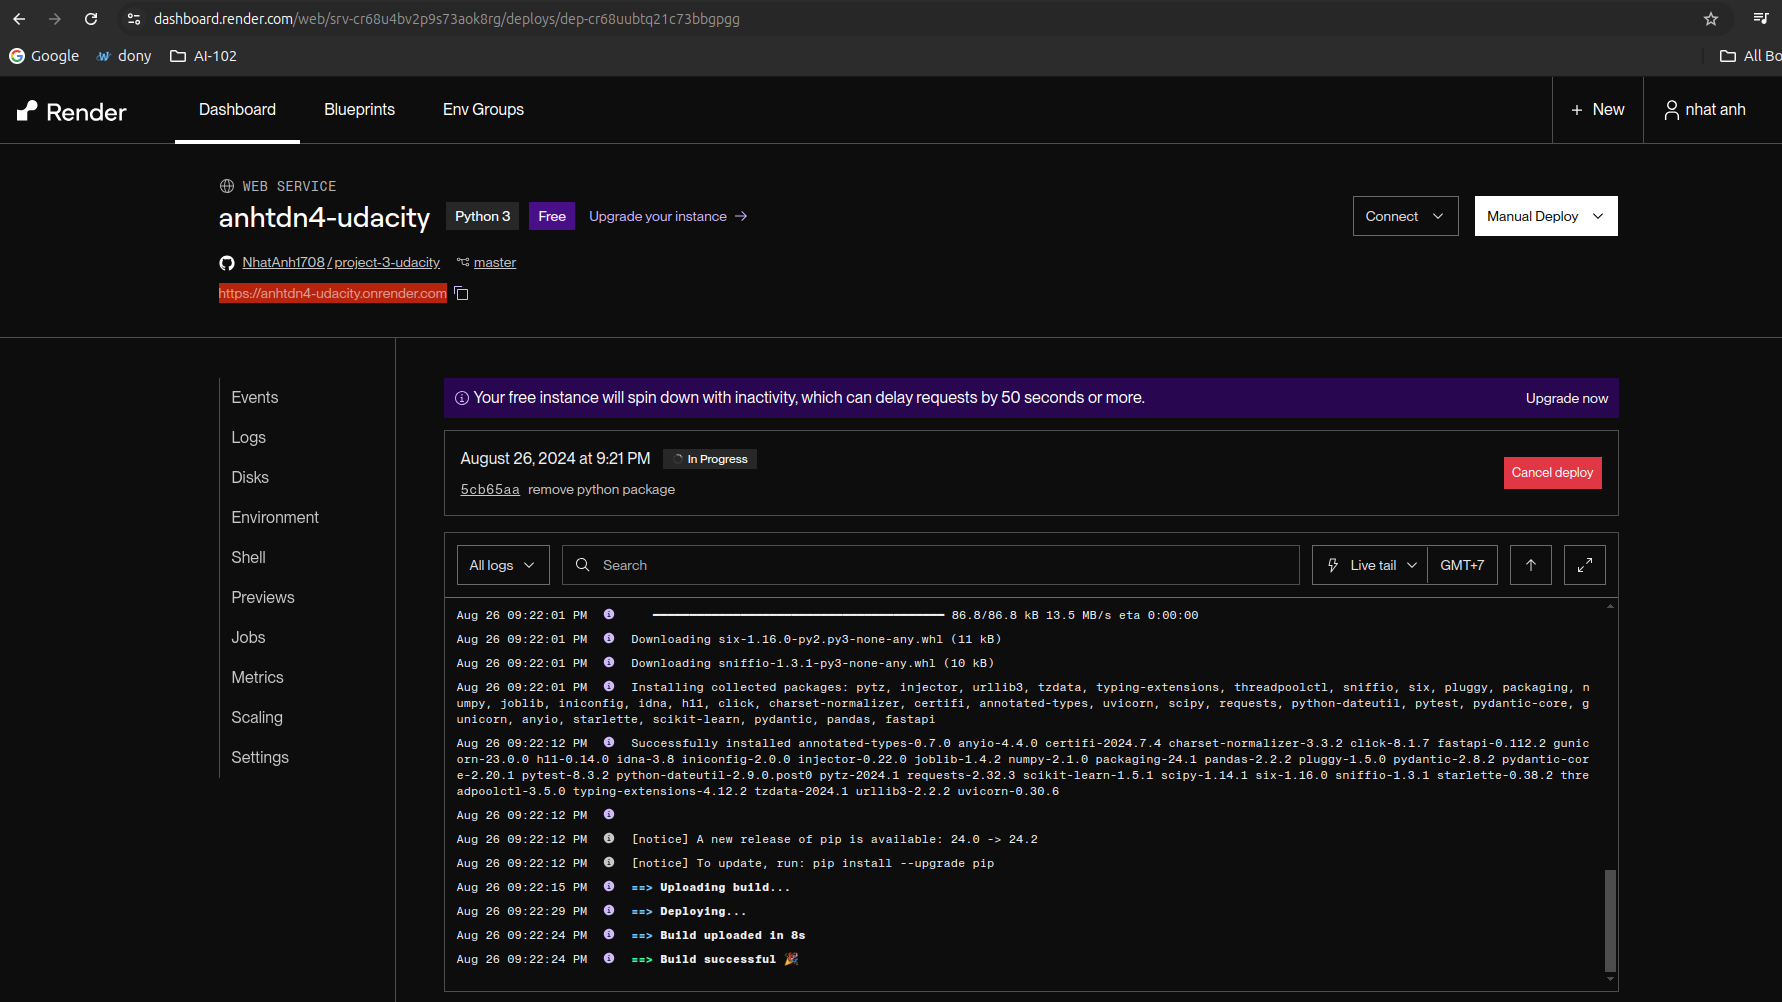 dashboard.render.com/web/srv-cr68u4bv2p9s73aok8rg/deploys/dep-cr68uubtq21c73bbgpgg
Google dony AI-102 All Bo
Render Dashboard Blueprints Env Groups + New nhat anh
WEB SERVICE
anhtdn4-udacity Python 3 Free Upgrade your instance → Connect Manual Deploy
NhatAnh1708/project-3-udacity master
https://anhtdn4-udacity.onrender.com
Events
Logs
Disks
Environment
Shell
Previews
Jobs
Metrics
Scaling
Settings
Your free instance will spin down with inactivity, which can delay requests by 50 seconds or more. Upgrade now
August 26, 2024 at 9:21 PM In Progress
Cancel deploy
5cb65aa remove python package
All logs Search Live tail GMT+7
Aug 26 09:22:01 PM ━━━━━━━━━━━━━━━━━━━━━━━━━━━━━━━━━━━━━━━━ 86.8/86.8 kB 13.5 MB/s eta 0:00:00
Aug 26 09:22:01 PM Downloading six-1.16.0-py2.py3-none-any.whl (11 kB)
Aug 26 09:22:01 PM Downloading sniffio-1.3.1-py3-none-any.whl (10 kB)
Aug 26 09:22:01 PM Installing collected packages: pytz, injector, urllib3, tzdata, typing-extensions, threadpoolctl, sniffio, six, pluggy, packaging, n
umpy, joblib, iniconfig, idna, h11, click, charset-normalizer, certifi, annotated-types, uvicorn, scipy, requests, python-dateutil, pytest, pydantic-core, g
unicorn, anyio, starlette, scikit-learn, pydantic, pandas, fastapi
Aug 26 09:22:12 PM Successfully installed annotated-types-0.7.0 anyio-4.4.0 certifi-2024.7.4 charset-normalizer-3.3.2 click-8.1.7 fastapi-0.112.2 gunic
orn-23.0.0 h11-0.14.0 idna-3.8 iniconfig-2.0.0 injector-0.22.0 joblib-1.4.2 numpy-2.1.0 packaging-24.1 pandas-2.2.2 pluggy-1.5.0 pydantic-2.8.2 pydantic-cor
e-2.20.1 pytest-8.3.2 python-dateutil-2.9.0.post0 pytz-2024.1 requests-2.32.3 scikit-learn-1.5.1 scipy-1.14.1 six-1.16.0 sniffio-1.3.1 starlette-0.38.2 thre
adpoolctl-3.5.0 typing-extensions-4.12.2 tzdata-2024.1 urllib3-2.2.2 uvicorn-0.30.6
Aug 26 09:22:12 PM
Aug 26 09:22:12 PM [notice] A new release of pip is available: 24.0 -> 24.2
Aug 26 09:22:12 PM [notice] To update, run: pip install --upgrade pip
Aug 26 09:22:15 PM ==> Uploading build...
Aug 26 09:22:29 PM ==> Deploying...
Aug 26 09:22:24 PM ==> Build uploaded in 8s
Aug 26 09:22:24 PM ==> Build successful 🎉